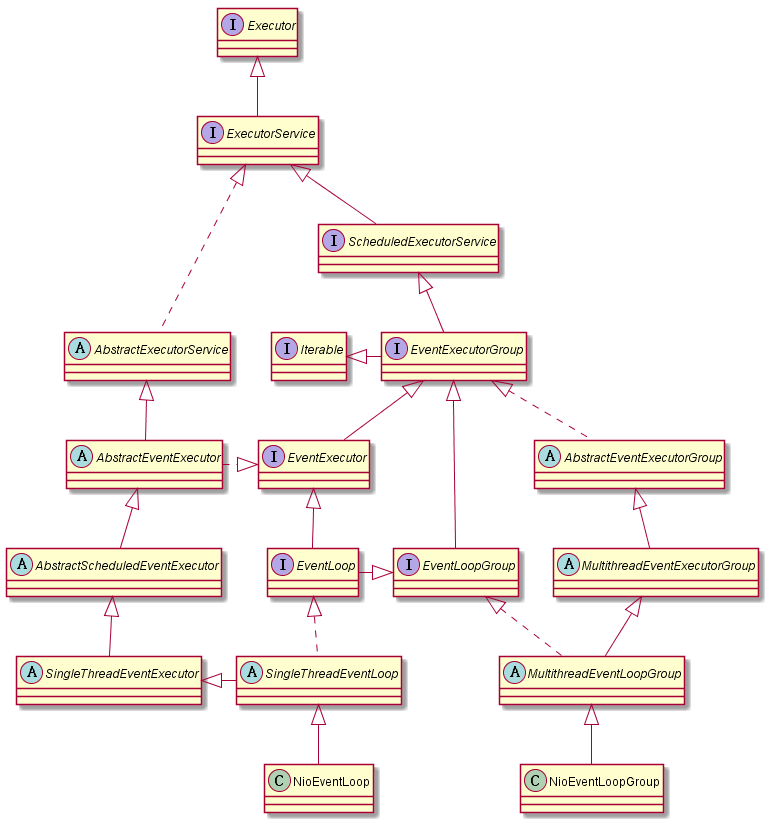 I Executor
I ExecutorService
I ScheduledExecutorService
A AbstractExecutorService
I Iterable
I EventExecutorGroup
A AbstractEventExecutor
I EventExecutor
A AbstractEventExecutorGroup
A AbstractScheduledEventExecutor
I EventLoop
I EventLoopGroup
A MultithreadEventExecutorGroup
A SingleThreadEventExecutor
A SingleThreadEventLoop
A MultithreadEventLoopGroup
C NioEventLoop
C NioEventLoopGroup